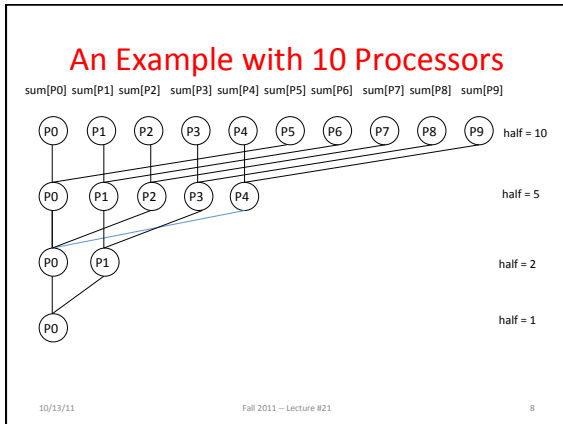 An Example with 10 Processors
sum[P0] sum[P1] sum[P2] sum[P3] sum[P4] sum[P5] sum[P6] sum[P7] sum[P8] sum[P9]
P0 P1 P2 P3 P4 P5 P6 P7 P8 P9 half = 10
P0 P1 P2 P3 P4 half = 5
P0 P1 half = 2
P0 half = 1
10/13/11 Fall 2011 -- Lecture #21 8